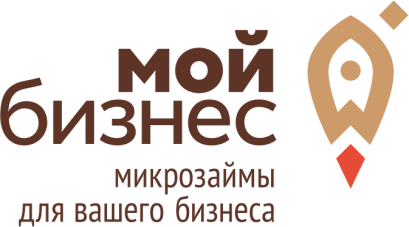 мой
бизнес
микрозаймы
для вашего бизнеса